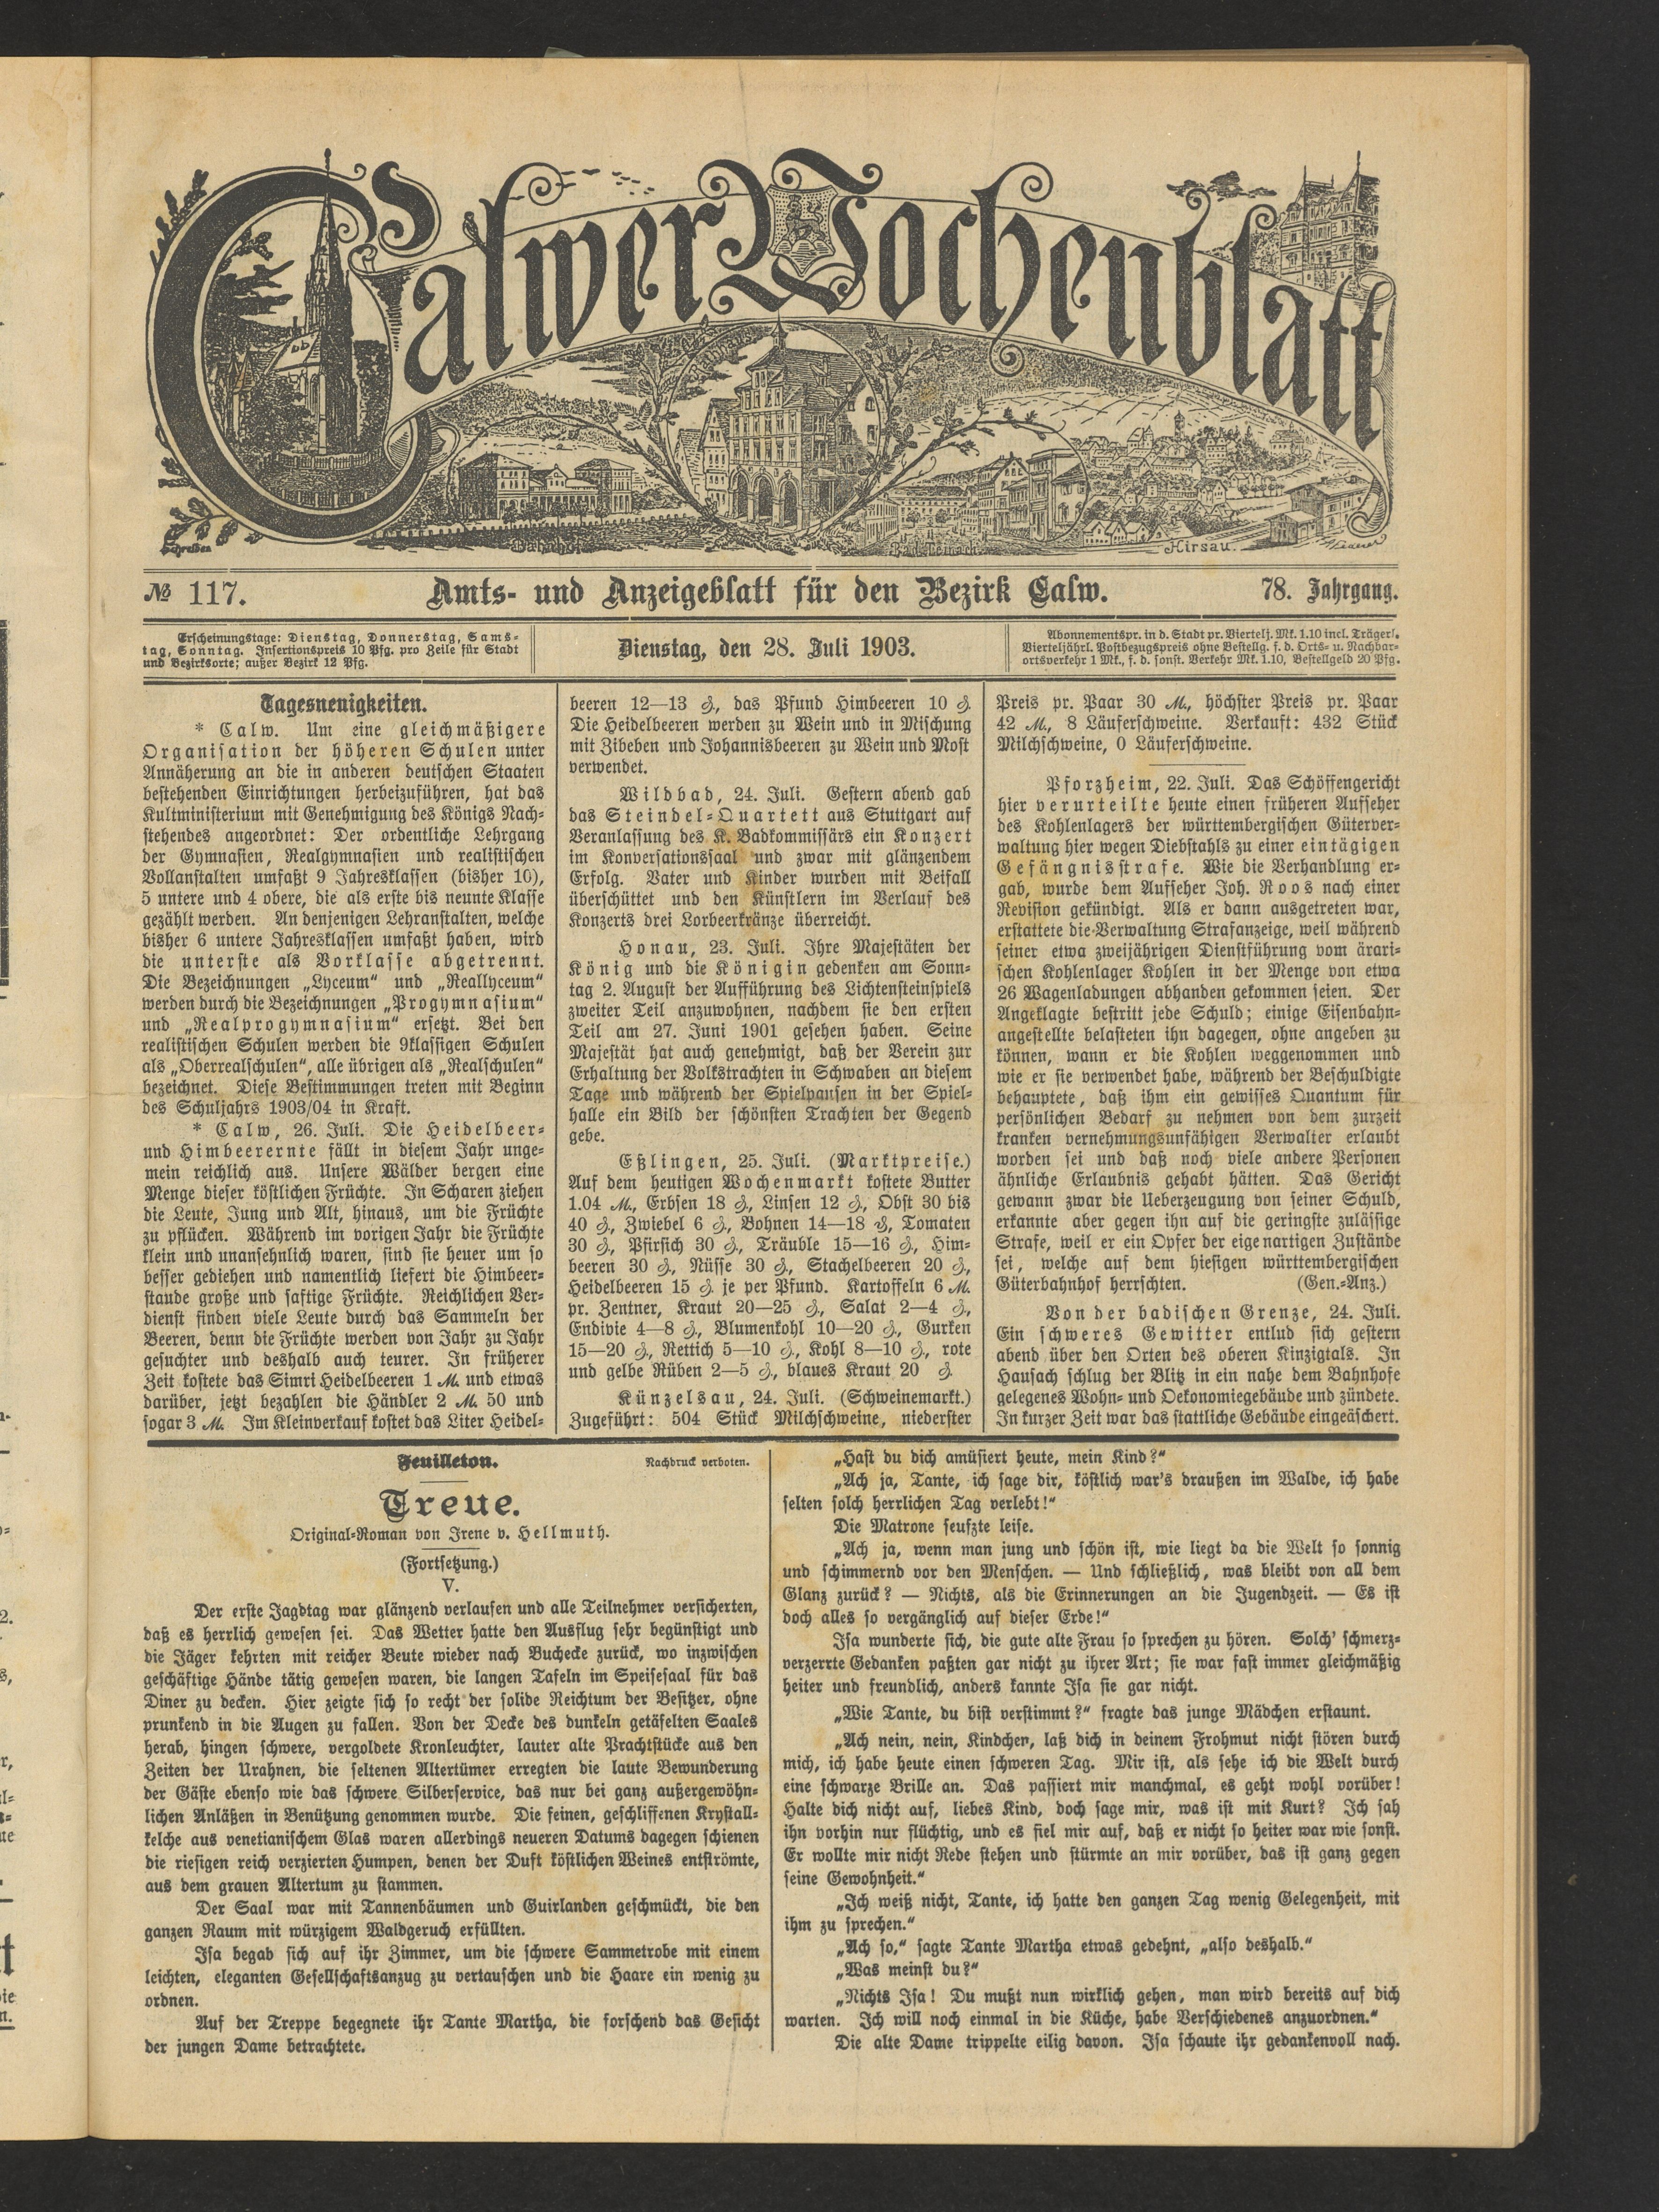 Calwer Wochenblatt
Bahnhof
Bad Teinach
Hirsau.
№ 117.
Amts- und Anzeigeblatt für den Bezirk Calw.
78. Jahrgang.
Erscheinungstage: Dienstag, Donnerstag, Sams-
tag, Sonntag. Insertionspreis 10 Pfg. pro Zeile für Stadt
und Bezirksorte; außer Bezirk 12 Pfg.
Dienstag, den 28. Juli 1903.
Abonnementspr. in d. Stadt pr. Viertelj. Mk. 1.10 incl. Trägerl.
Vierteljährl. Postbezugspreis ohne Bestellg. f. d. Orts- u. Nachbar-
ortsverkehr 1 Mk., f. d. sonst. Verkehr Mk. 1.10, Bestellgeld 20 Pfg.
Tagesneuigkeiten.
* Calw. Um eine gleichmäßigere
Organisation der höheren Schulen unter
Annäherung an die in anderen deutschen Staaten
bestehenden Einrichtungen herbeizuführen, hat das
Kultministerium mit Genehmigung des Königs Nach-
stehendes angeordnet: Der ordentliche Lehrgang
der Gymnasien, Realgymnasien und realistischen
Vollanstalten umfaßt 9 Jahresklassen (bisher 10),
5 untere und 4 obere, die als erste bis neunte Klasse
gezählt werden. An denjenigen Lehranstalten, welche
bisher 6 untere Jahresklassen umfaßt haben, wird
die unterste als Vorklasse abgetrennt.
Die Bezeichnungen „Lyceum“ und „Reallyceum“
werden durch die Bezeichnungen „Progymnasium“
und „Realprogymnasium“ ersetzt. Bei den
realistischen Schulen werden die 9klassigen Schulen
als „Oberrealschulen“, alle übrigen als „Realschulen“
bezeichnet. Diese Bestimmungen treten mit Beginn
des Schuljahrs 1903/04 in Kraft.
* Calw, 26. Juli. Die Heidelbeer-
und Himbeerernte fällt in diesem Jahr unge-
mein reichlich aus. Unsere Wälder bergen eine
Menge dieser köstlichen Früchte. In Scharen ziehen
die Leute, Jung und Alt, hinaus, um die Früchte
zu pflücken. Während im vorigen Jahr die Früchte
klein und unansehnlich waren, sind sie heuer um so
besser gediehen und namentlich liefert die Himbeer-
staude große und saftige Früchte. Reichlichen Ver-
dienst finden viele Leute durch das Sammeln der
Beeren, denn die Früchte werden von Jahr zu Jahr
gesuchter und deshalb auch teurer. In früherer
Zeit kostete das Simri Heidelbeeren 1 ℳ und etwas
darüber, jetzt bezahlen die Händler 2 ℳ 50 und
sogar 3 ℳ. Im Kleinverkauf kostet das Liter Heidel-
beeren 12—13 ₰, das Pfund Himbeeren 10 ₰.
Die Heidelbeeren werden zu Wein und in Mischung
mit Zibeben und Johannisbeeren zu Wein und Most
verwendet.
Wildbad, 24. Juli. Gestern abend gab
das Steindel-Quartett aus Stuttgart auf
Veranlassung des K. Badkommissärs ein Konzert
im Konversationssaal und zwar mit glänzendem
Erfolg. Vater und Kinder wurden mit Beifall
überschüttet und den Künstlern im Verlauf des
Konzerts drei Lorbeerkränze überreicht.
Honau, 23. Juli. Ihre Majestäten der
König und die Königin gedenken am Sonn-
tag 2. August der Aufführung des Lichtensteinspiels
zweiter Teil anzuwohnen, nachdem sie den ersten
Teil am 27. Juni 1901 gesehen haben. Seine
Majestät hat auch genehmigt, daß der Verein zur
Erhaltung der Volkstrachten in Schwaben an diesem
Tage und während der Spielpausen in der Spiel-
halle ein Bild der schönsten Trachten der Gegend
gebe.
Eßlingen, 25. Juli. (Marktpreise.)
Auf dem heutigen Wochenmarkt kostete Butter
1.04 ℳ, Erbsen 18 ₰, Linsen 12 ₰, Obst 30 bis
40 ₰, Zwiebel 6 ₰, Bohnen 14—18 ₰, Tomaten
30 ₰, Pfirsich 30 ₰, Träuble 15—16 ₰, Him-
beeren 30 ₰, Nüsse 30 ₰, Stachelbeeren 20 ₰,
Heidelbeeren 15 ₰ je per Pfund. Kartoffeln 6 ℳ.
pr. Zentner, Kraut 20—25 ₰, Salat 2—4 ₰,
Endivie 4—8 ₰, Blumenkohl 10—20 ₰, Gurken
15—20 ₰, Rettich 5—10 ₰, Kohl 8—10 ₰, rote
und gelbe Rüben 2—5 ₰, blaues Kraut 20 ₰.
Künzelsau, 24. Juli. (Schweinemarkt.)
Zugeführt: 504 Stück Milchschweine, niederster
Preis pr. Paar 30 ℳ, höchster Preis pr. Paar
42 ℳ, 8 Läuferschweine. Verkauft: 432 Stück
Milchschweine, 0 Läuferschweine.
Pforzheim, 22. Juli. Das Schöffengericht
hier verurteilte heute einen früheren Aufseher
des Kohlenlagers der württembergischen Güterver-
waltung hier wegen Diebstahls zu einer eintägigen
Gefängnisstrafe. Wie die Verhandlung er-
gab, wurde dem Aufseher Joh. Roos nach einer
Revision gekündigt. Als er dann ausgetreten war,
erstattete die Verwaltung Strafanzeige, weil während
seiner etwa zweijährigen Dienstführung vom ärari-
schen Kohlenlager Kohlen in der Menge von etwa
26 Wagenladungen abhanden gekommen seien. Der
Angeklagte bestritt jede Schuld; einige Eisenbahn-
angestellte belasteten ihn dagegen, ohne angeben zu
können, wann er die Kohlen weggenommen und
wie er sie verwendet habe, während der Beschuldigte
behauptete, daß ihm ein gewisses Quantum für
persönlichen Bedarf zu nehmen von dem zurzeit
kranken vernehmungsunfähigen Verwalter erlaubt
worden sei und daß noch viele andere Personen
ähnliche Erlaubnis gehabt hätten. Das Gericht
gewann zwar die Ueberzeugung von seiner Schuld,
erkannte aber gegen ihn auf die geringste zulässige
Strafe, weil er ein Opfer der eigenartigen Zustände
sei, welche auf dem hiesigen württembergischen
Güterbahnhof herrschten. (Gen.-Anz.)
Von der badischen Grenze, 24. Juli.
Ein schweres Gewitter entlud sich gestern
abend über den Orten des oberen Kinzigtals. In
Hausach schlug der Blitz in ein nahe dem Bahnhofe
gelegenes Wohn- und Oekonomiegebäude und zündete.
In kurzer Zeit war das stattliche Gebäude eingeäschert.
Feuilleton.
Nachdruck verboten.
Treue.
Original-Roman von Irene v. Hellmuth.
(Fortsetzung.)
V.
Der erste Jagdtag war glänzend verlaufen und alle Teilnehmer versicherten,
daß es herrlich gewesen sei. Das Wetter hatte den Ausflug sehr begünstigt und
die Jäger kehrten mit reicher Beute wieder nach Buchecke zurück, wo inzwischen
geschäftige Hände tätig gewesen waren, die langen Tafeln im Speisesaal für das
Diner zu decken. Hier zeigte sich so recht der solide Reichtum der Besitzer, ohne
prunkend in die Augen zu fallen. Von der Decke des dunkeln getäfelten Saales
herab, hingen schwere, vergoldete Kronleuchter, lauter alte Prachtstücke aus den
Zeiten der Urahnen, die seltenen Altertümer erregten die laute Bewunderung
der Gäste ebenso wie das schwere Silberservice, das nur bei ganz außergewöhn-
lichen Anläßen in Benützung genommen wurde. Die feinen, geschliffenen Krystall-
kelche aus venetianischem Glas waren allerdings neueren Datums dagegen schienen
die riesigen reich verzierten Humpen, denen der Duft köstlichen Weines entströmte,
aus dem grauen Altertum zu stammen.
Der Saal war mit Tannenbäumen und Guirlanden geschmückt, die den
ganzen Raum mit würzigem Waldgeruch erfüllten.
Isa begab sich auf ihr Zimmer, um die schwere Sammetrobe mit einem
leichten, eleganten Gesellschaftsanzug zu vertauschen und die Haare ein wenig zu
ordnen.
Auf der Treppe begegnete ihr Tante Martha, die forschend das Gesicht
der jungen Dame betrachtete.
„Hast du dich amüsiert heute, mein Kind?“
„Ach ja, Tante, ich sage dir, köstlich war's draußen im Walde, ich habe
selten solch herrlichen Tag verlebt!“
Die Matrone seufzte leise.
„Ach ja, wenn man jung und schön ist, wie liegt da die Welt so sonnig
und schimmernd vor den Menschen. — Und schließlich, was bleibt von all dem
Glanz zurück? — Nichts, als die Erinnerungen an die Jugendzeit. — Es ist
doch alles so vergänglich auf dieser Erde!“
Isa wunderte sich, die gute alte Frau so sprechen zu hören. Solch' schmerz-
verzerrte Gedanken paßten gar nicht zu ihrer Art; sie war fast immer gleichmäßig
heiter und freundlich, anders kannte Isa sie gar nicht.
„Wie Tante, du bist verstimmt?“ fragte das junge Mädchen erstaunt.
„Ach nein, nein, Kindchen, laß dich in deinem Frohmut nicht stören durch
mich, ich habe heute einen schweren Tag. Mir ist, als sehe ich die Welt durch
eine schwarze Brille an. Das passiert mir manchmal, es geht wohl vorüber!
Halte dich nicht auf, liebes Kind, doch sage mir, was ist mit Kurt? Ich sah
ihn vorhin nur flüchtig, und es fiel mir auf, daß er nicht so heiter war wie sonst.
Er wollte mir nicht Rede stehen und stürmte an mir vorüber, das ist ganz gegen
seine Gewohnheit.“
„Ich weiß nicht, Tante, ich hatte den ganzen Tag wenig Gelegenheit, mit
ihm zu sprechen.“
„Ach so,“ sagte Tante Martha etwas gedehnt, „also deshalb.“
„Was meinst du?“
„Nichts Isa! Du mußt nun wirklich gehen, man wird bereits auf dich
warten. Ich will noch einmal in die Küche, habe Verschiedenes anzuordnen.“
Die alte Dame trippelte eilig davon. Isa schaute ihr gedankenvoll nach.